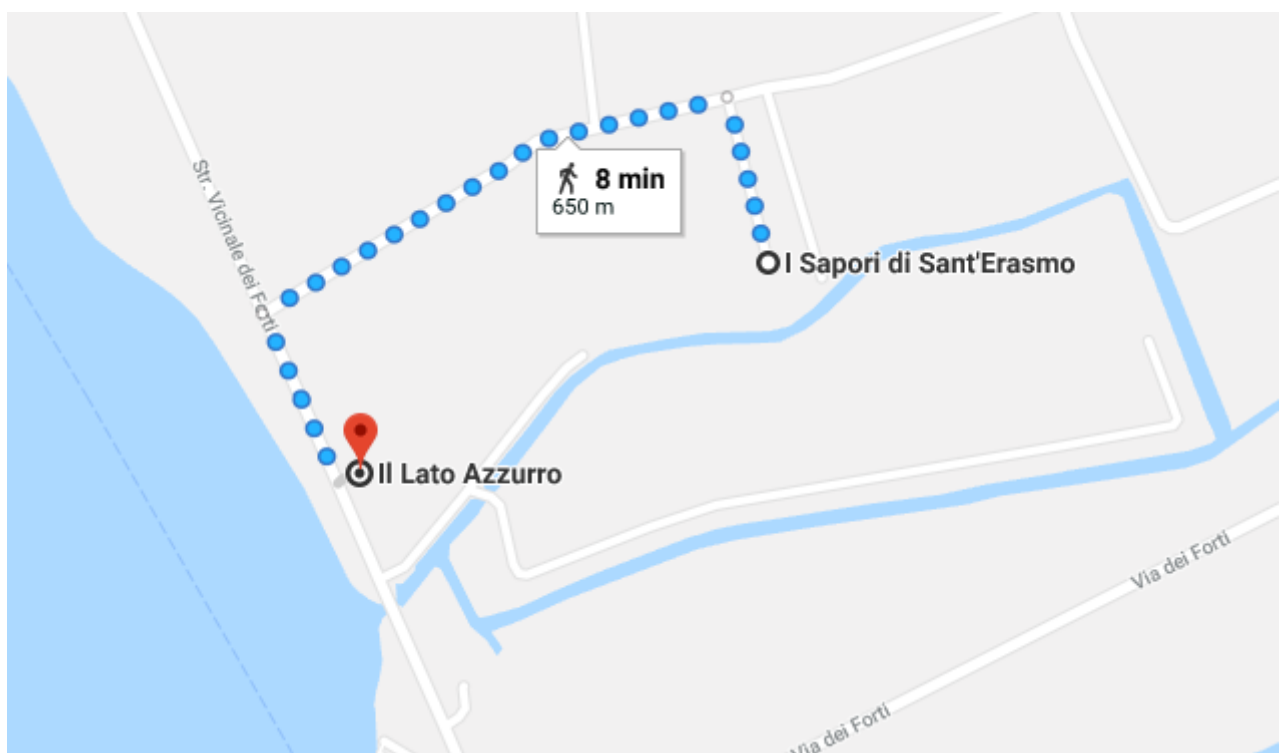 Str. Vicinale dei Forti
8 min
650 m
I Sapori di Sant'Erasmo
Il Lato Azzurro
Via dei Forti
Via dei Forti